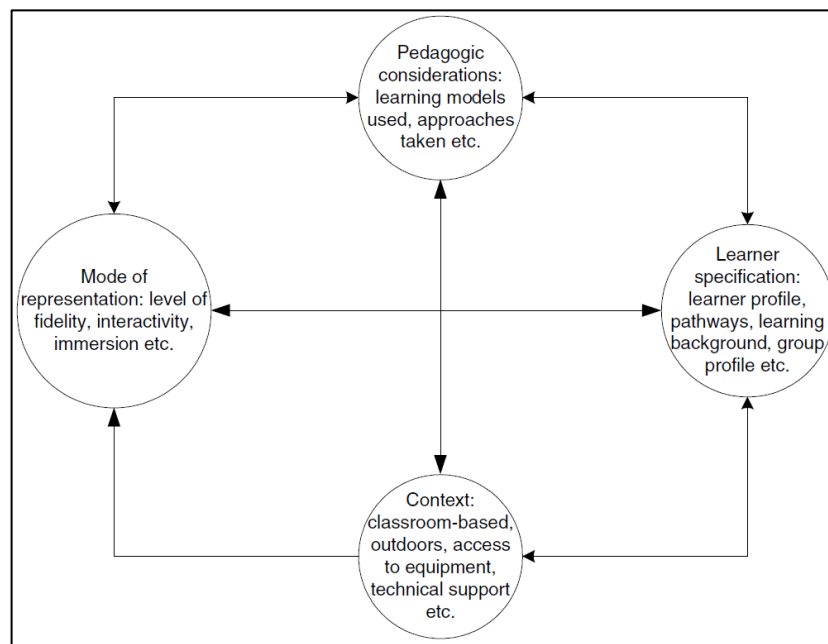 Pedagogic
considerations:
learning models
used, approaches
taken etc.
Mode of
representation: level of
fidelity, interactivity,
immersion etc.
Learner
specification:
learner profile,
pathways, learning
background, group
profile etc.
Context:
classroom-based,
outdoors, access
to equipment,
technical support
etc.